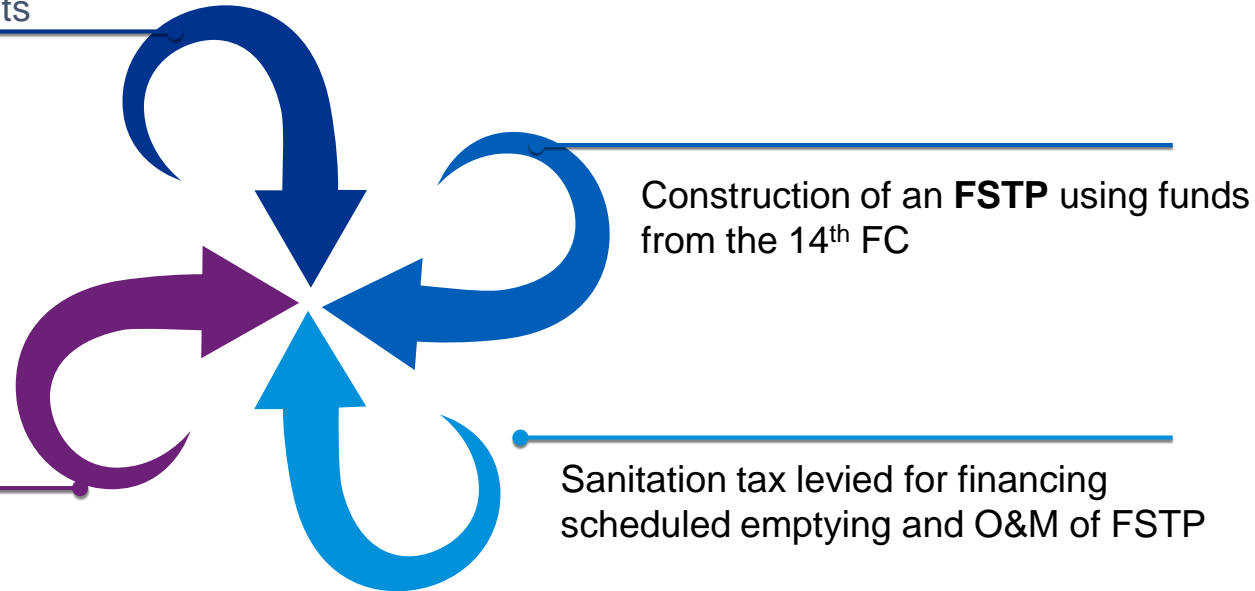 ts
Construction of an FSTP using funds
from the 14th FC
Sanitation tax levied for financing
scheduled emptying and O&M of FSTP